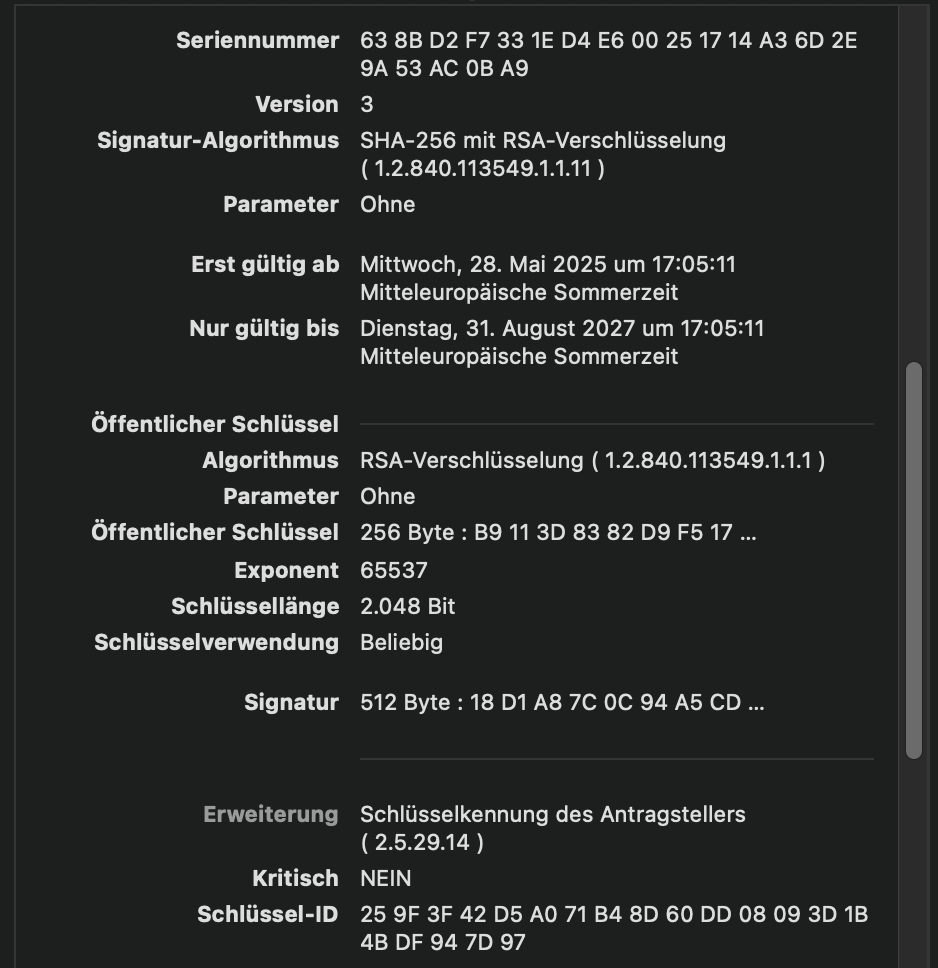 Seriennummer 63 8B D2 F7 33 1E D4 E6 00 25 17 14 A3 6D 2E
9A 53 AC 0B A9
Version 3
Signatur-Algorithmus SHA-256 mit RSA-Verschlüsselung
( 1.2.840.113549.1.1.11 )
Parameter Ohne
Erst gültig ab Mittwoch, 28. Mai 2025 um 17:05:11
Mitteleuropäische Sommerzeit
Nur gültig bis Dienstag, 31. August 2027 um 17:05:11
Mitteleuropäische Sommerzeit
Öffentlicher Schlüssel
Algorithmus RSA-Verschlüsselung ( 1.2.840.113549.1.1.1 )
Parameter Ohne
Öffentlicher Schlüssel 256 Byte : B9 11 3D 83 82 D9 F5 17 ...
Exponent 65537
Schlüssellänge 2.048 Bit
Schlüsselverwendung Beliebig
Signatur 512 Byte : 18 D1 A8 7C 0C 94 A5 CD ...
Erweiterung Schlüsselkennung des Antragstellers
( 2.5.29.14 )
Kritisch NEIN
Schlüssel-ID 25 9F 3F 42 D5 A0 71 B4 8D 60 DD 08 09 3D 1B
4B DF 94 7D 97